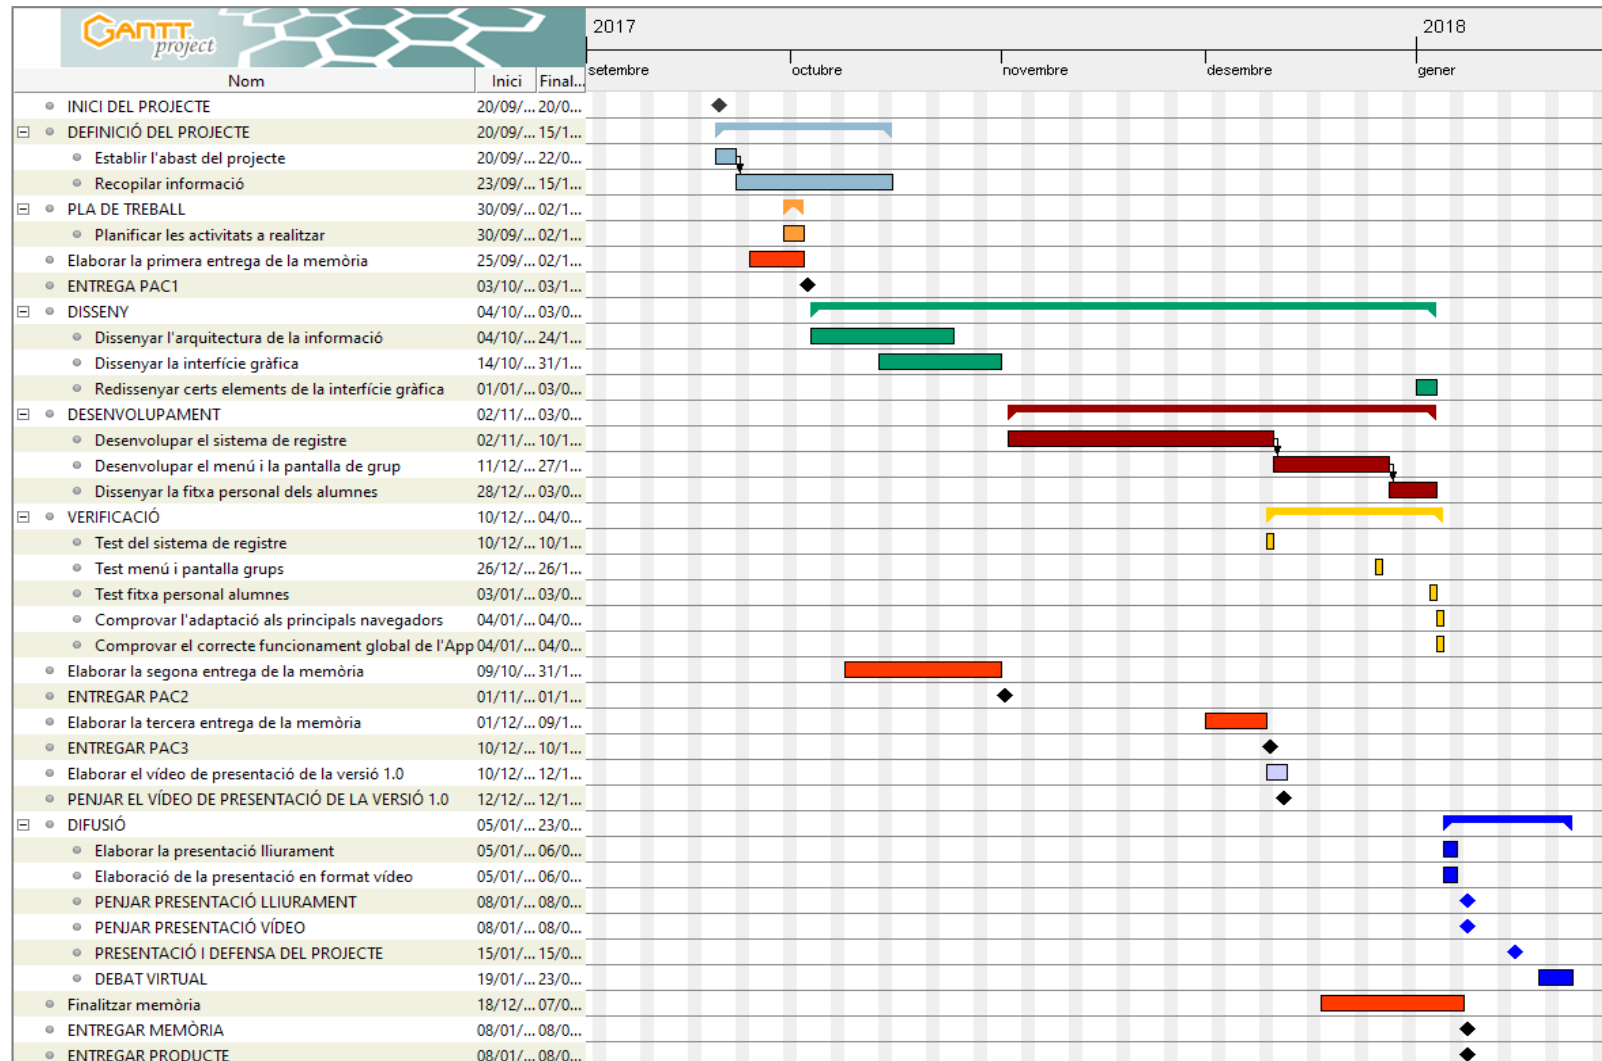 GANTT project
2017 2018
setembre octubre novembre desembre gener
Nom Inici Final...
INICI DEL PROJECTE 20/09/... 20/0...
DEFINICIÓ DEL PROJECTE 20/09/... 15/1...
Establir l'abast del projecte 20/09/... 22/0...
Recopilar informació 23/09/... 15/1...
PLA DE TREBALL 30/09/... 02/1...
Planificar les activitats a realitzar 30/09/... 02/1...
Elaborar la primera entrega de la memòria 25/09/... 02/1...
ENTREGA PAC1 03/10/... 03/1...
DISSENY 04/10/... 03/0...
Dissenyar l'arquitectura de la informació 04/10/... 24/1...
Dissenyar la interfície gràfica 14/10/... 31/1...
Redissenyar certs elements de la interfície gràfica 01/01/... 03/0...
DESENVOLUPAMENT 02/11/... 03/0...
Desenvolupar el sistema de registre 02/11/... 10/1...
Desenvolupar el menú i la pantalla de grup 11/12/... 27/1...
Dissenyar la fitxa personal dels alumnes 28/12/... 03/0...
VERIFICACIÓ 10/12/... 04/0...
Test del sistema de registre 10/12/... 10/1...
Test menú i pantalla grups 26/12/... 26/1...
Test fitxa personal alumnes 03/01/... 03/0...
Comprovar l'adaptació als principals navegadors 04/01/... 04/0...
Comprovar el correcte funcionament global de l'App 04/01/... 04/0...
Elaborar la segona entrega de la memòria 09/10/... 31/1...
ENTREGAR PAC2 01/11/... 01/1...
Elaborar la tercera entrega de la memòria 01/12/... 09/1...
ENTREGAR PAC3 10/12/... 10/1...
Elaborar el vídeo de presentació de la versió 1.0 10/12/... 12/1...
PENJAR EL VÍDEO DE PRESENTACIÓ DE LA VERSIÓ 1.0 12/12/... 12/1...
DIFUSIÓ 05/01/... 23/0...
Elaborar la presentació lliurament 05/01/... 06/0...
Elaboració de la presentació en format vídeo 05/01/... 06/0...
PENJAR PRESENTACIÓ LLIURAMENT 08/01/... 08/0...
PENJAR PRESENTACIÓ VÍDEO 08/01/... 08/0...
PRESENTACIÓ I DEFENSA DEL PROJECTE 15/01/... 15/0...
DEBAT VIRTUAL 19/01/... 23/0...
Finalitzar memòria 18/12/... 07/0...
ENTREGAR MEMÒRIA 08/01/... 08/0...
ENTREGAR PRODUCTE 08/01/... 08/0...